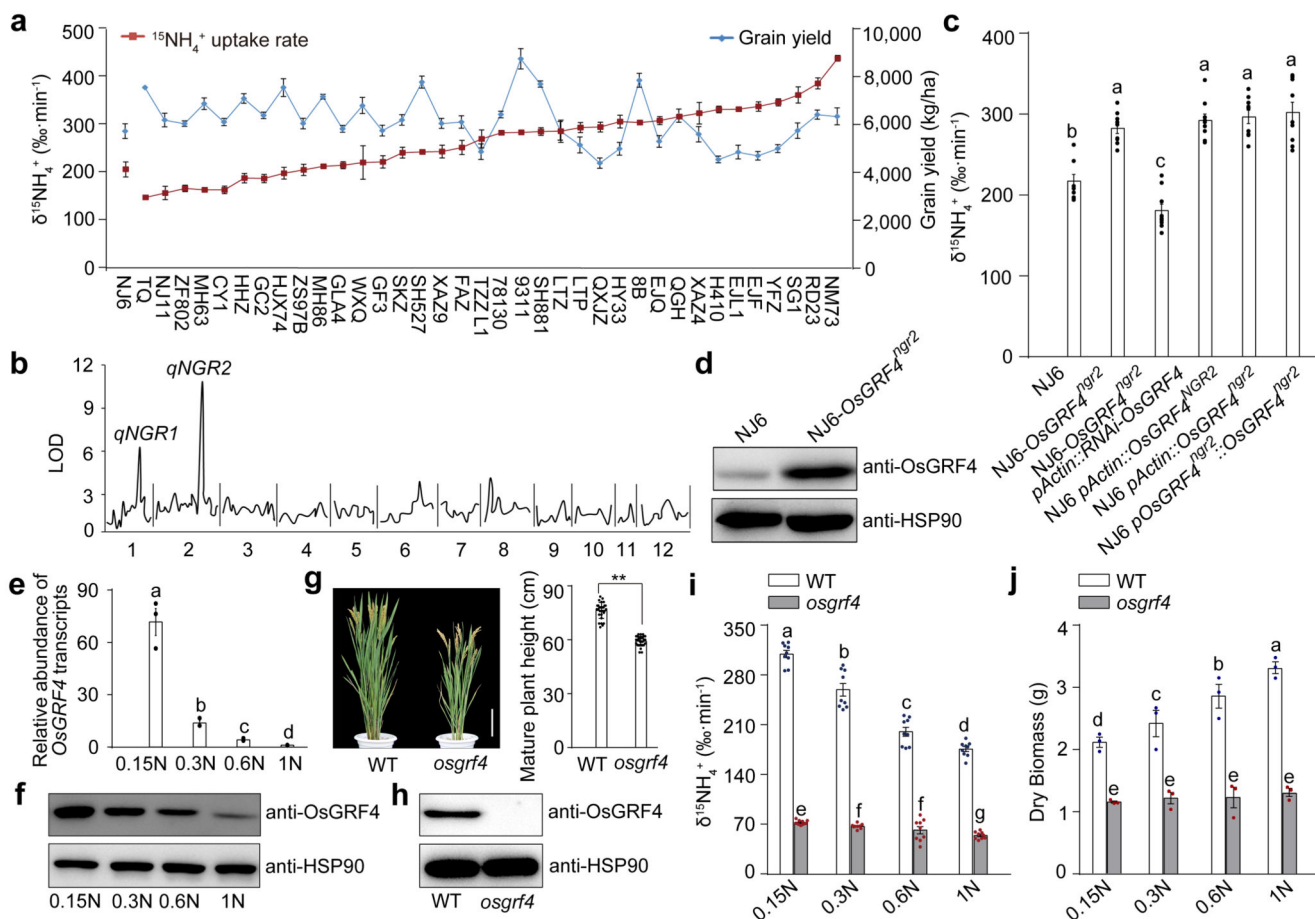 a
500
400
300
200
100
0
δ¹⁵NH₄⁺ (‰·min⁻¹)
¹⁵NH₄⁺ uptake rate
Grain yield
10,000
8,000
6,000
4,000
2,000
0
Grain yield (kg/ha)
NJ6
TQ
NJ11
ZF802
MH63
CY1
HHZ
GC2
HJX74
ZS97B
MH86
GLA4
WXQ
GF3
SKZ
SH527
XAZ9
FAZ
TZZ L1
78130
9311
SH881
LTZ
LTP
QXJZ
HY33
8B
EJQ
QGH
XAZ4
H410
EJL1
EJF
YFZ
SG1
RD23
NM73
b
12
9
6
3
0
LOD
qNGR1
qNGR2
1 2 3 4 5 6 7 8 9 10 11 12
c
400
300
200
100
0
δ¹⁵NH₄⁺ (‰·min⁻¹)
b a c a a a
NJ6
NJ6-OsGRF4ⁿᵍʳ²
NJ6-OsGRF4ⁿᵍʳ²
pActin::RNAi-OsGRF4
NJ6 pActin::OsGRF4ᴺᴳᴿ²
NJ6 pActin::OsGRF4ⁿᵍʳ²
NJ6 pOsGRF4ⁿᵍʳ²::OsGRF4ⁿᵍʳ²
d
NJ6
NJ6-OsGRF4ⁿᵍʳ²
anti-OsGRF4
anti-HSP90
e
90
60
30
0
Relative abundance of
OsGRF4 transcripts
a b c d
0.15N 0.3N 0.6N 1N
f
anti-OsGRF4
anti-HSP90
0.15N 0.3N 0.6N 1N
g
WT osgrf4
90
60
30
0
Mature plant height (cm)
**
WT osgrf4
h
anti-OsGRF4
anti-HSP90
WT osgrf4
i
WT
osgrf4
350
280
210
140
70
0
δ¹⁵NH₄⁺ (‰·min⁻¹)
a e b f c f d g
0.15N 0.3N 0.6N 1N
j
WT
osgrf4
4
3
2
1
0
Dry Biomass (g)
d e c e b e a e
0.15N 0.3N 0.6N 1N